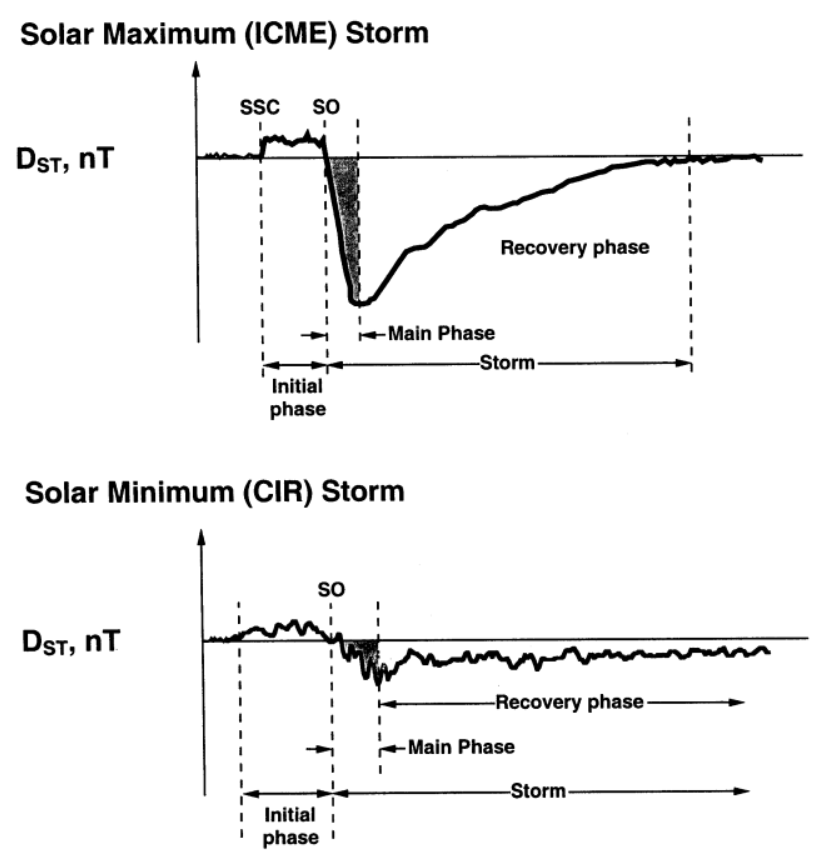 Solar Maximum (ICME) Storm
SSC SO
DST, nT
Recovery phase
Main Phase
Storm
Initial
phase
Solar Minimum (CIR) Storm
SO
DST, nT
Recovery phase
Main Phase
Storm
Initial
phase